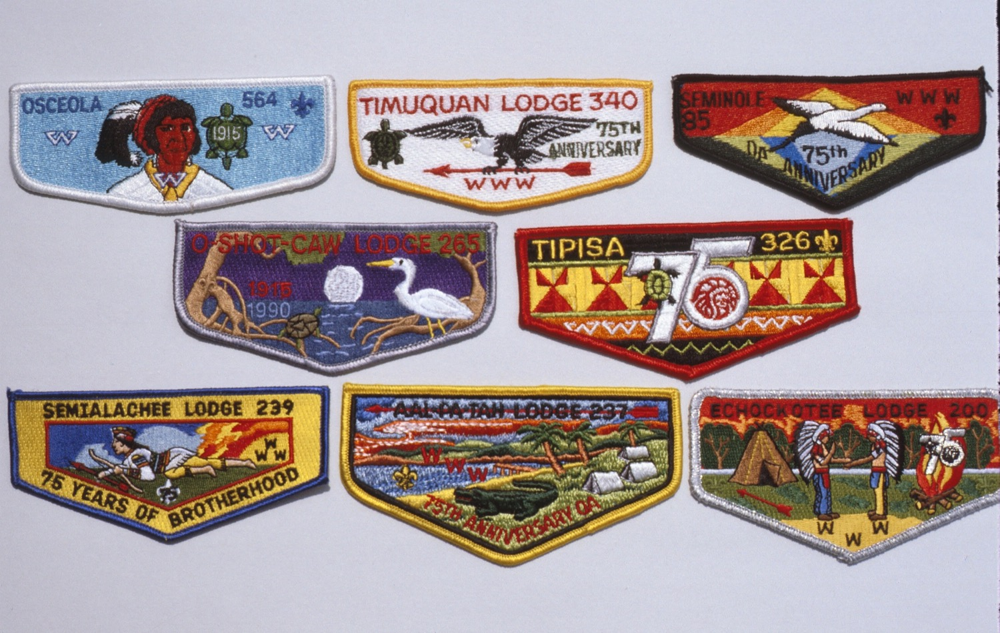 OSCEOLA 564
W 1915 W
W
TIMUQUAN LODGE 340
75TH
ANNIVERSARY
WWW
SEMINOLE W W W
85
OA 75th
ANNIVERSARY
O-SHOT-CAW LODGE 265
1915
1990
TIPISA 75 326
WWW
SEMIALACHEE LODGE 239
W
W W
75
75 YEARS OF BROTHERHOOD
AAL-PA-TAH LODGE 237
W W W
75TH ANNIVERSARY OA
ECHOCKOTEE LODGE 200
75
W W W